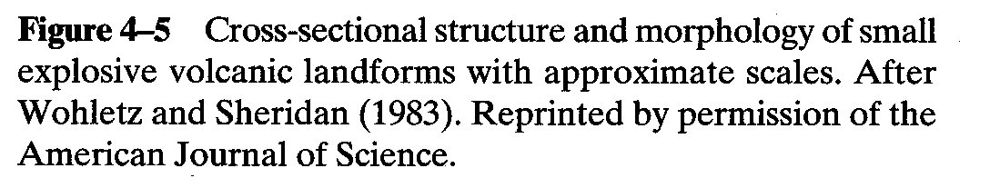 Figure 4–5 Cross-sectional structure and morphology of small
explosive volcanic landforms with approximate scales. After
Wohletz and Sheridan (1983). Reprinted by permission of the
American Journal of Science.